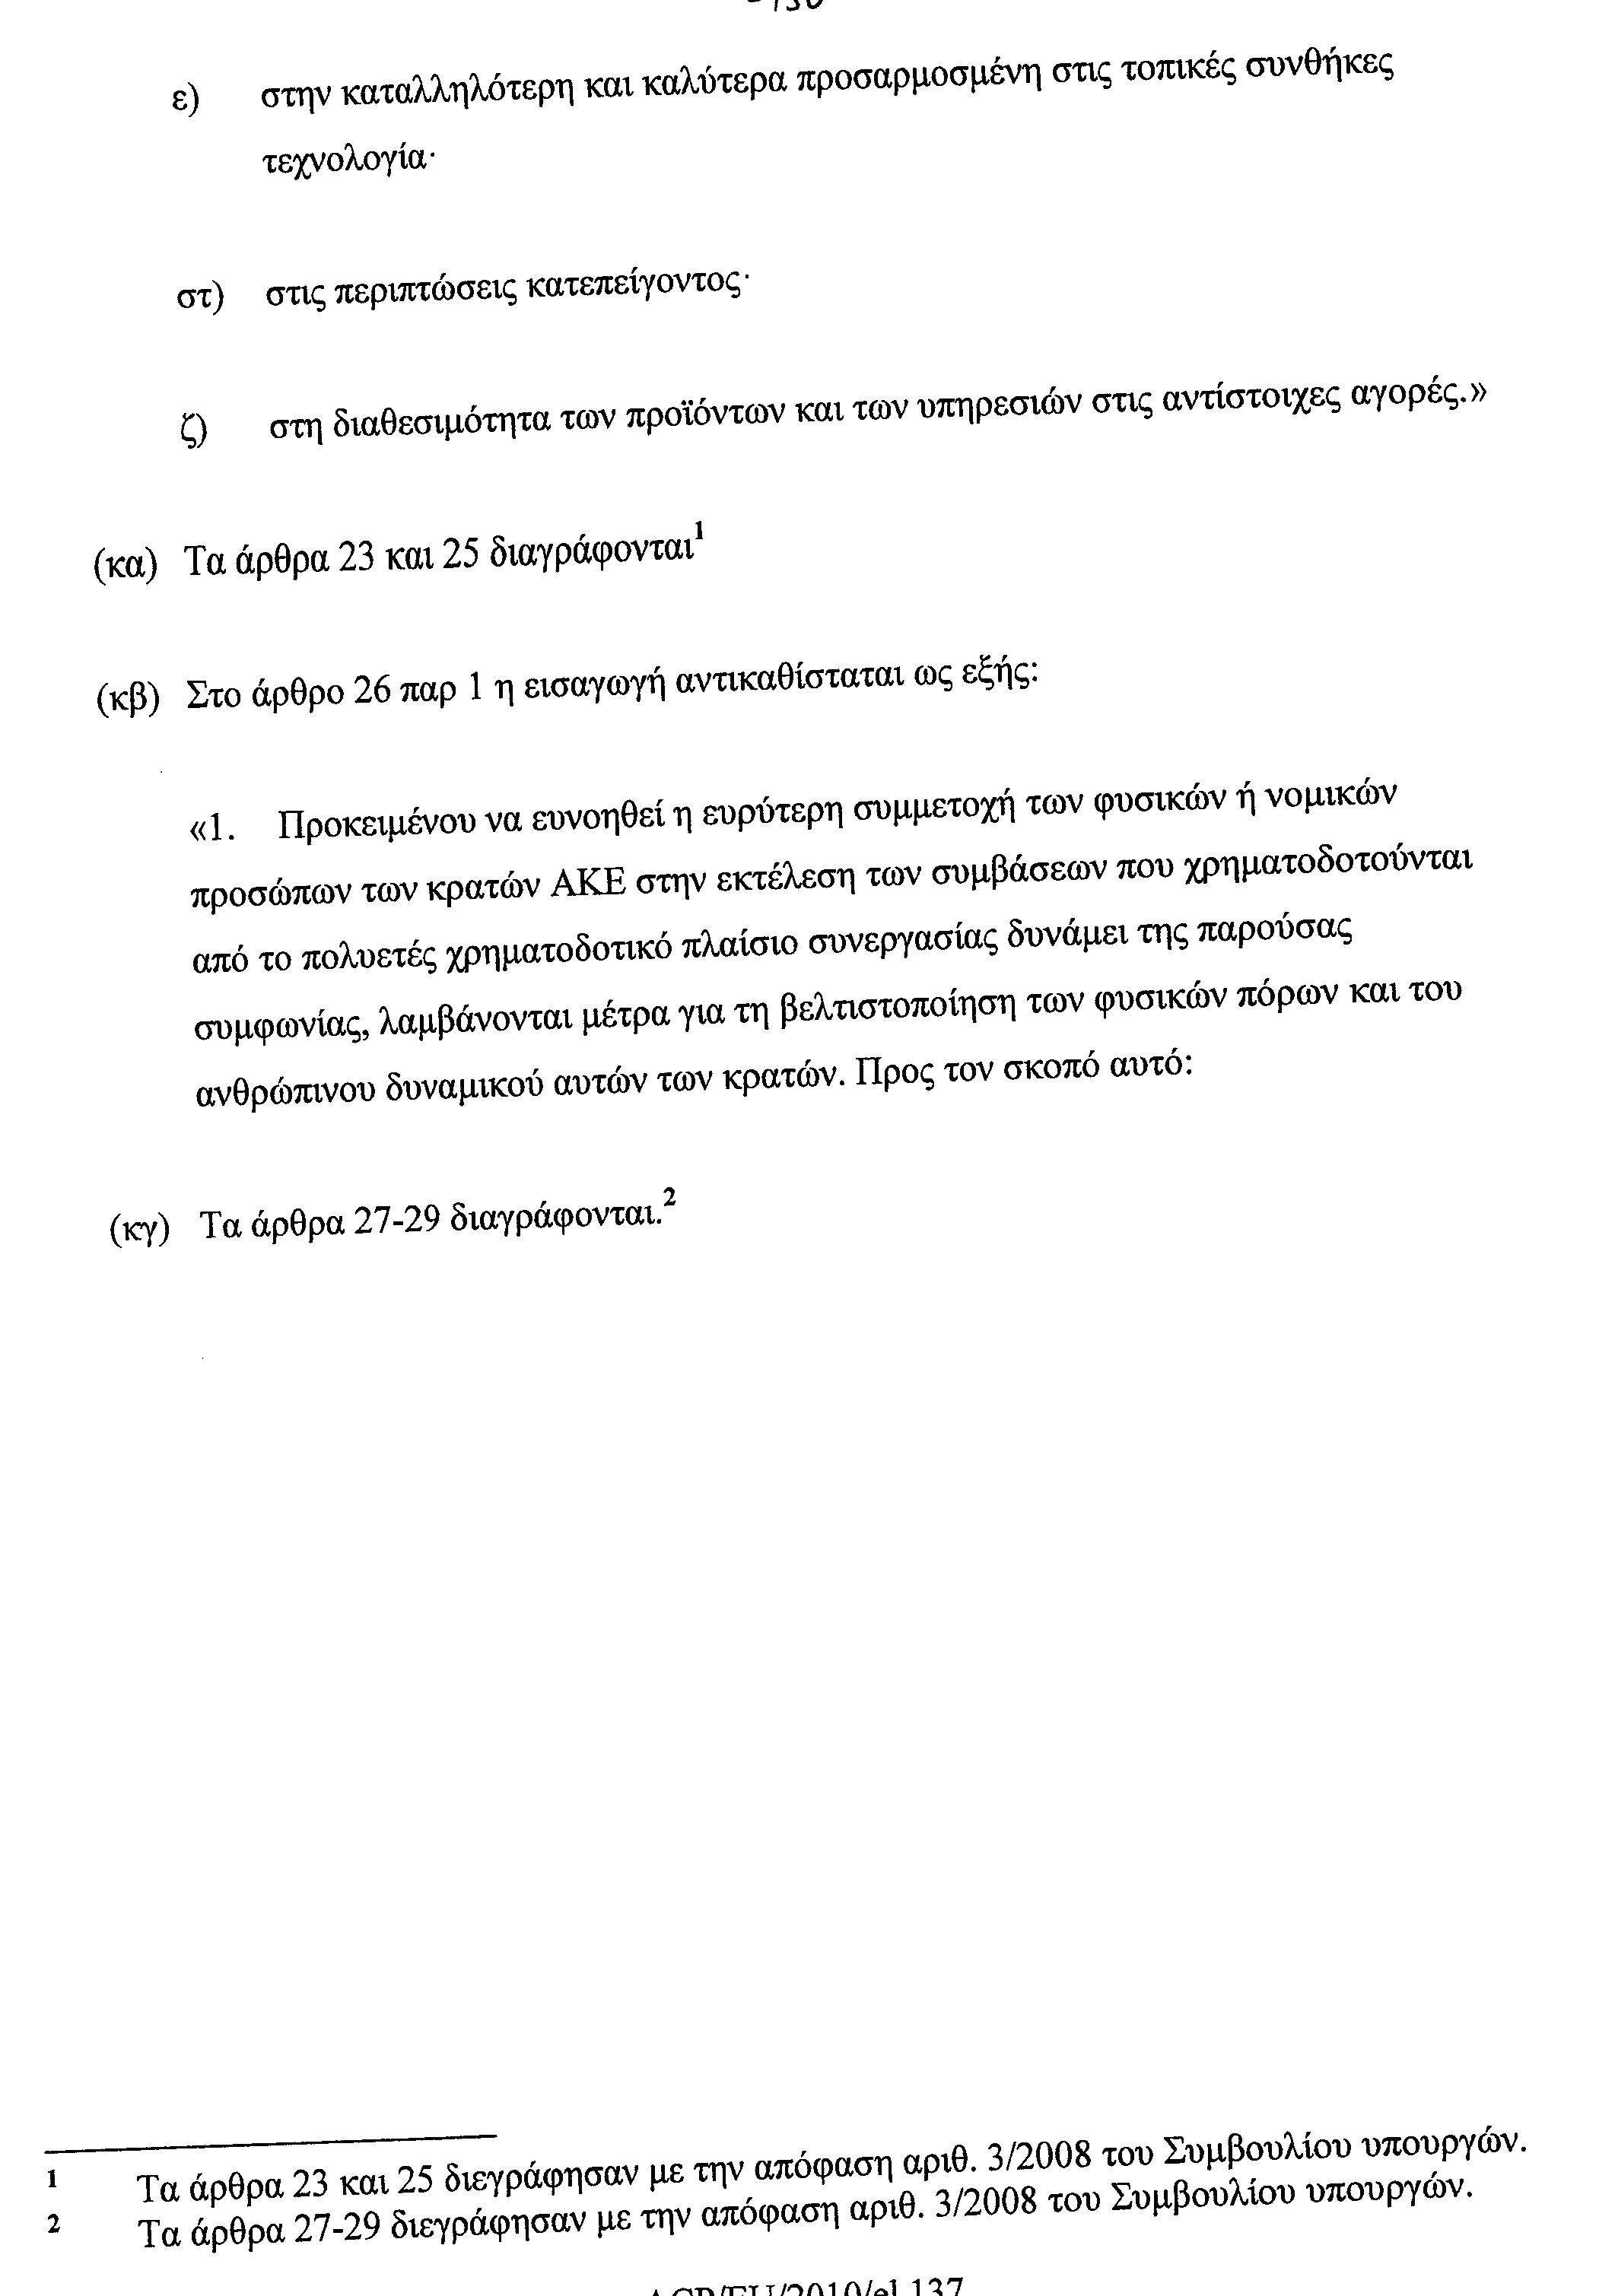 ε) στην καταλληλότερη και καλύτερα προσαρμοσμένη στις τοπικές συνθήκες
τεχνολογία·
στ) στις περιπτώσεις κατεπείγοντος·
ζ) στη διαθεσιμότητα των προϊόντων και των υπηρεσιών στις αντίστοιχες αγορές.»
(κα) Τα άρθρα 23 και 25 διαγράφονται¹
(κβ) Στο άρθρο 26 παρ 1 η εισαγωγή αντικαθίσταται ως εξής:
«1. Προκειμένου να ευνοηθεί η ευρύτερη συμμετοχή των φυσικών ή νομικών
προσώπων των κρατών ΑΚΕ στην εκτέλεση των συμβάσεων που χρηματοδοτούνται
από το πολυετές χρηματοδοτικό πλαίσιο συνεργασίας δυνάμει της παρούσας
συμφωνίας, λαμβάνονται μέτρα για τη βελτιστοποίηση των φυσικών πόρων και του
ανθρώπινου δυναμικού αυτών των κρατών. Προς τον σκοπό αυτό:
(κγ) Τα άρθρα 27-29 διαγράφονται.²
1 Τα άρθρα 23 και 25 διεγράφησαν με την απόφαση αριθ. 3/2008 του Συμβουλίου υπουργών.
2 Τα άρθρα 27-29 διεγράφησαν με την απόφαση αριθ. 3/2008 του Συμβουλίου υπουργών.
ACP/EU/2010/el 137